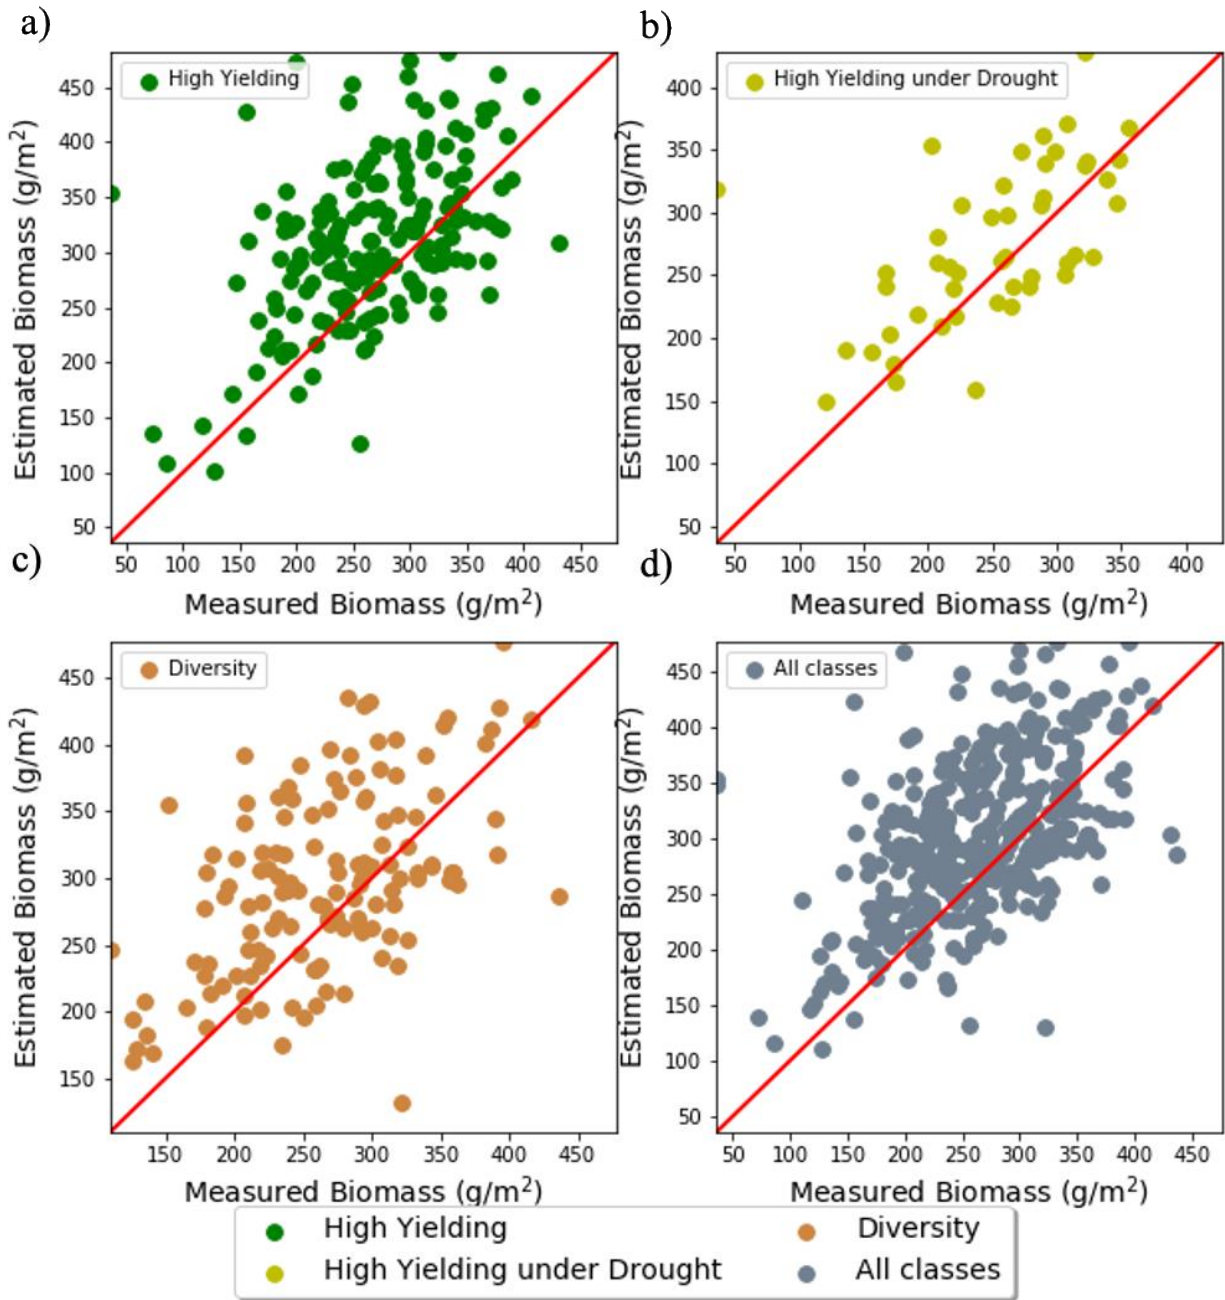 a)
High Yielding
Estimated Biomass (g/m²)
450
400
350
300
250
200
150
100
50
50 100 150 200 250 300 350 400 450
Measured Biomass (g/m²)
b)
High Yielding under Drought
Estimated Biomass (g/m²)
400
350
300
250
200
150
100
50
50 100 150 200 250 300 350 400
Measured Biomass (g/m²)
c)
Diversity
Estimated Biomass (g/m²)
450
400
350
300
250
200
150
150 200 250 300 350 400 450
Measured Biomass (g/m²)
d)
All classes
Estimated Biomass (g/m²)
450
400
350
300
250
200
150
100
50
50 100 150 200 250 300 350 400 450
Measured Biomass (g/m²)
High Yielding
High Yielding under Drought
Diversity
All classes